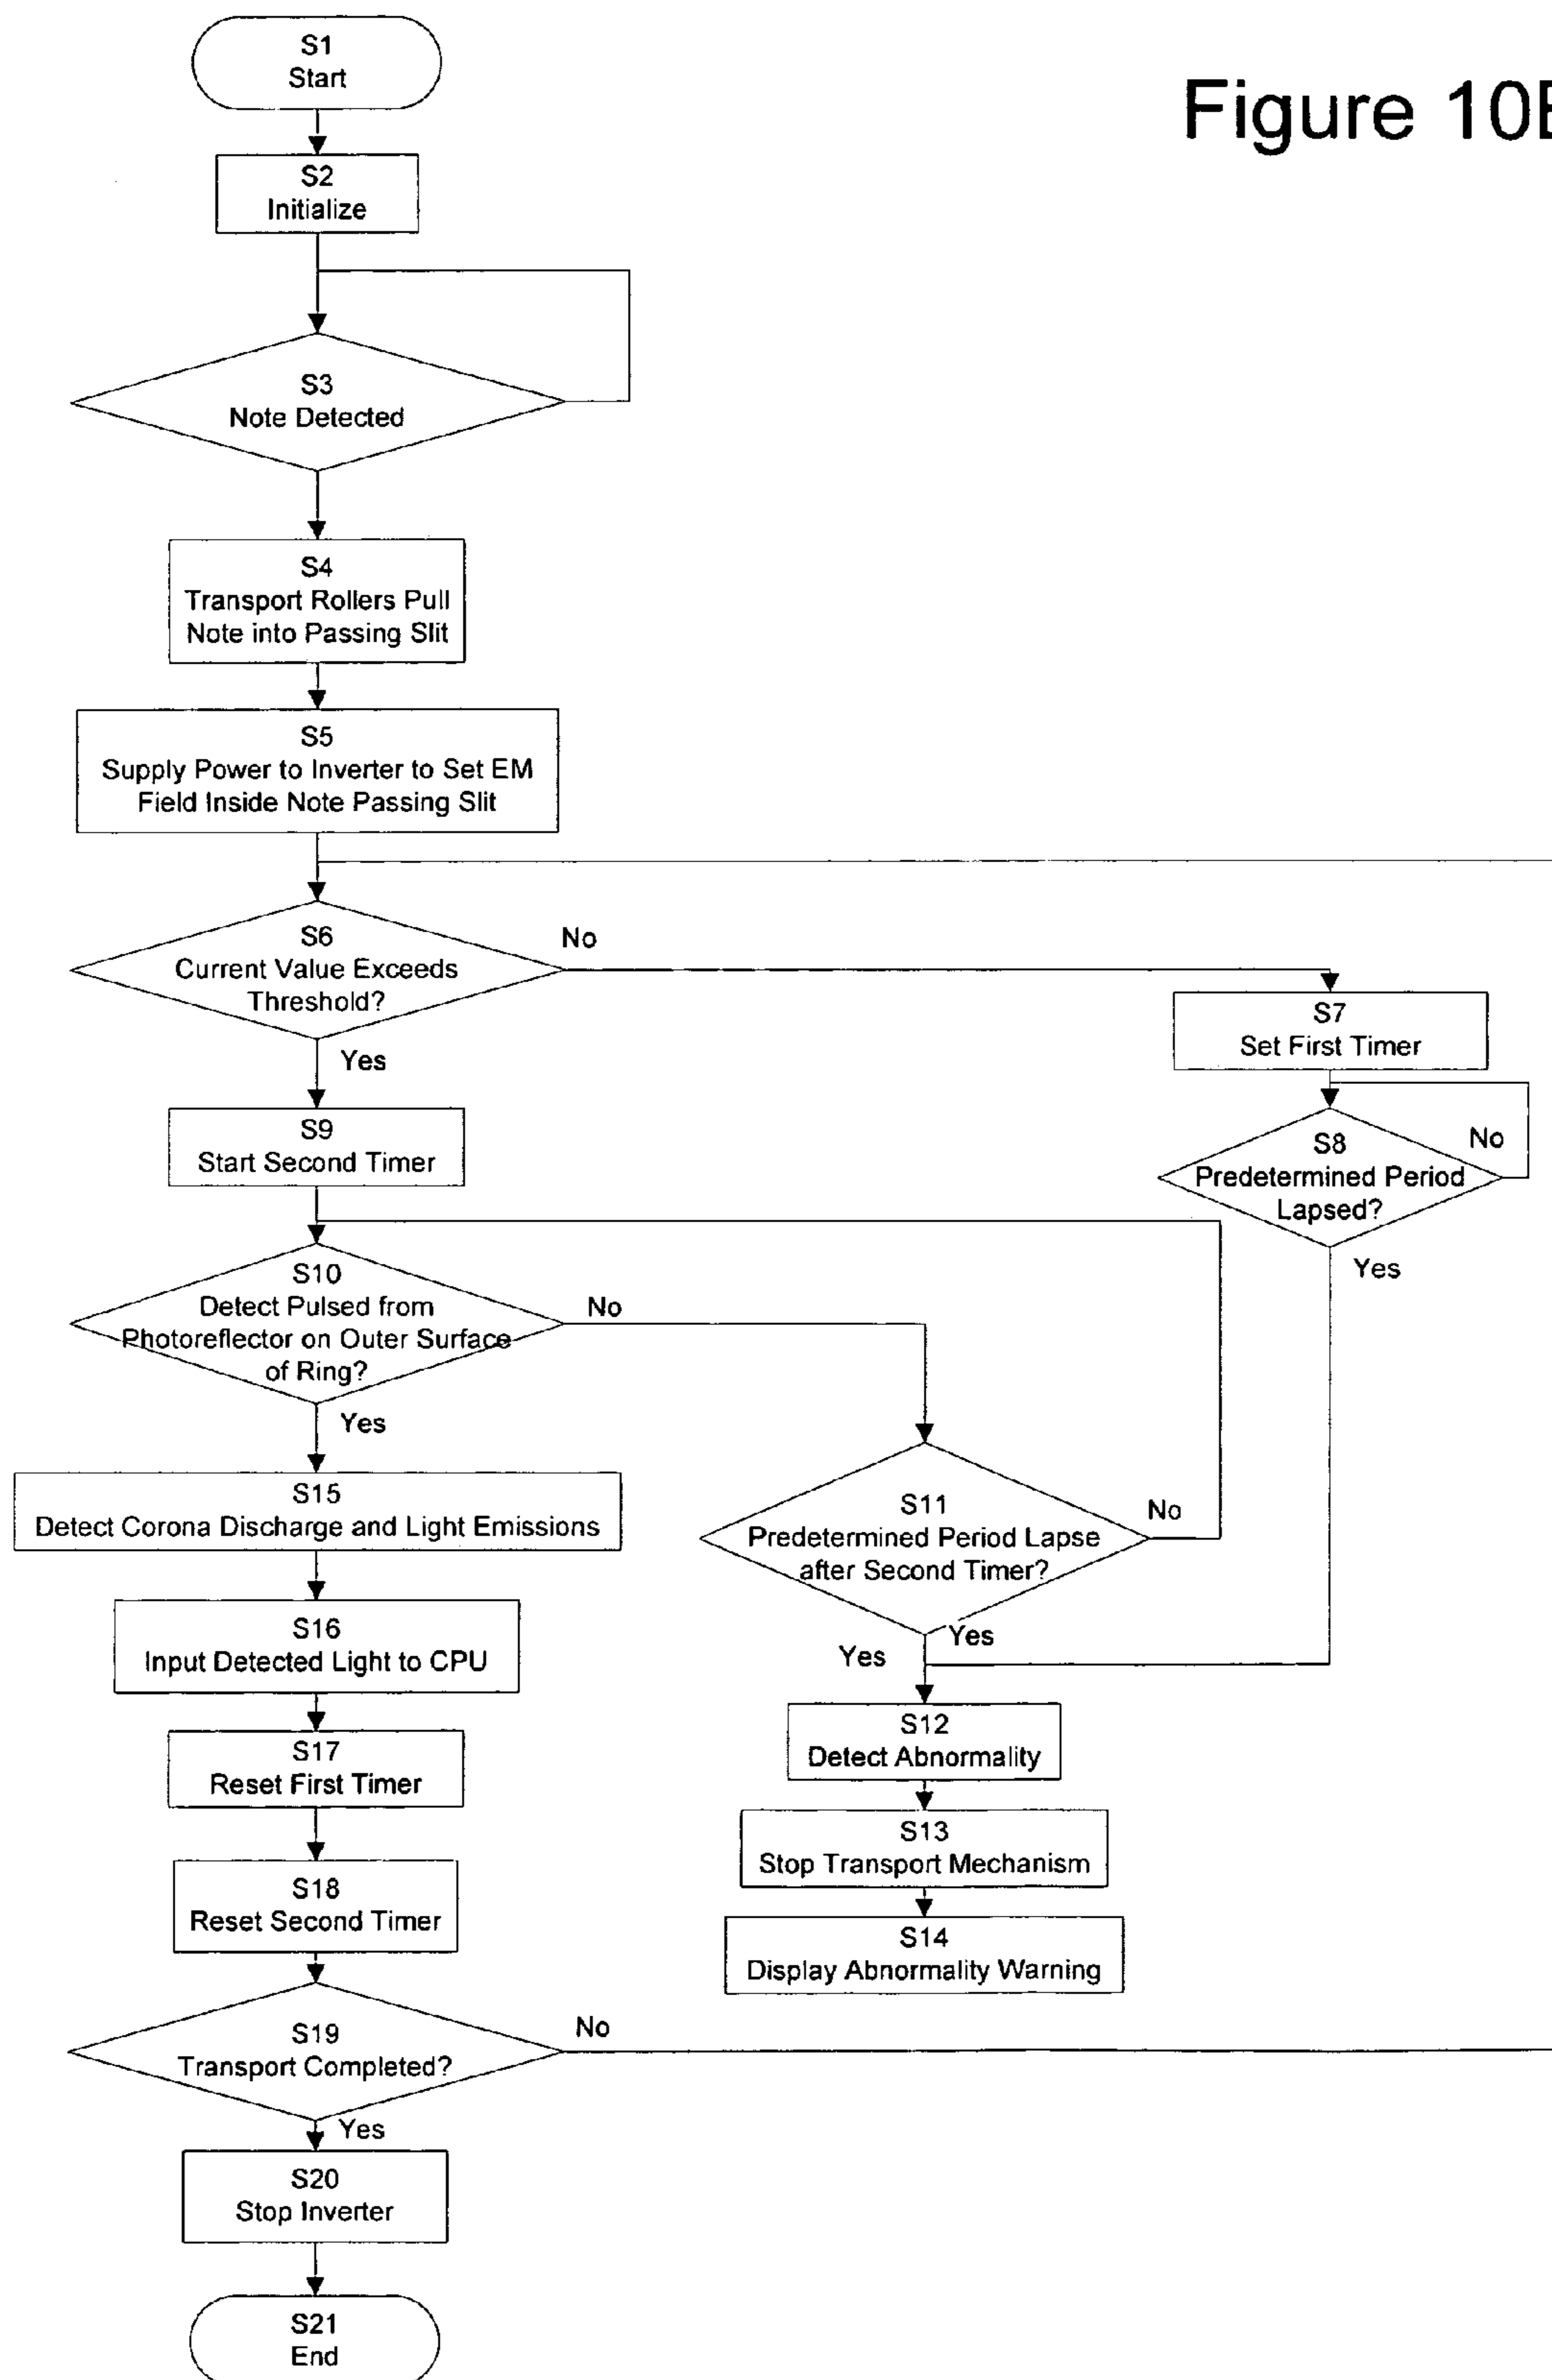 Figure 10B
S1
Start
S2
Initialize
S3
Note Detected
S4
Transport Rollers Pull
Note into Passing Slit
S5
Supply Power to Inverter to Set EM
Field Inside Note Passing Slit
S6
Current Value Exceeds
Threshold?
No
Yes
S7
Set First Timer
S8
Predetermined Period
Lapsed?
No
Yes
S9
Start Second Timer
S10
Detect Pulsed from
Photoreflector on Outer Surface
of Ring?
No
Yes
S11
Predetermined Period Lapse
after Second Timer?
No
Yes
Yes
S12
Detect Abnormality
S13
Stop Transport Mechanism
S14
Display Abnormality Warning
S15
Detect Corona Discharge and Light Emissions
S16
Input Detected Light to CPU
S17
Reset First Timer
S18
Reset Second Timer
S19
Transport Completed?
No
Yes
S20
Stop Inverter
S21
End